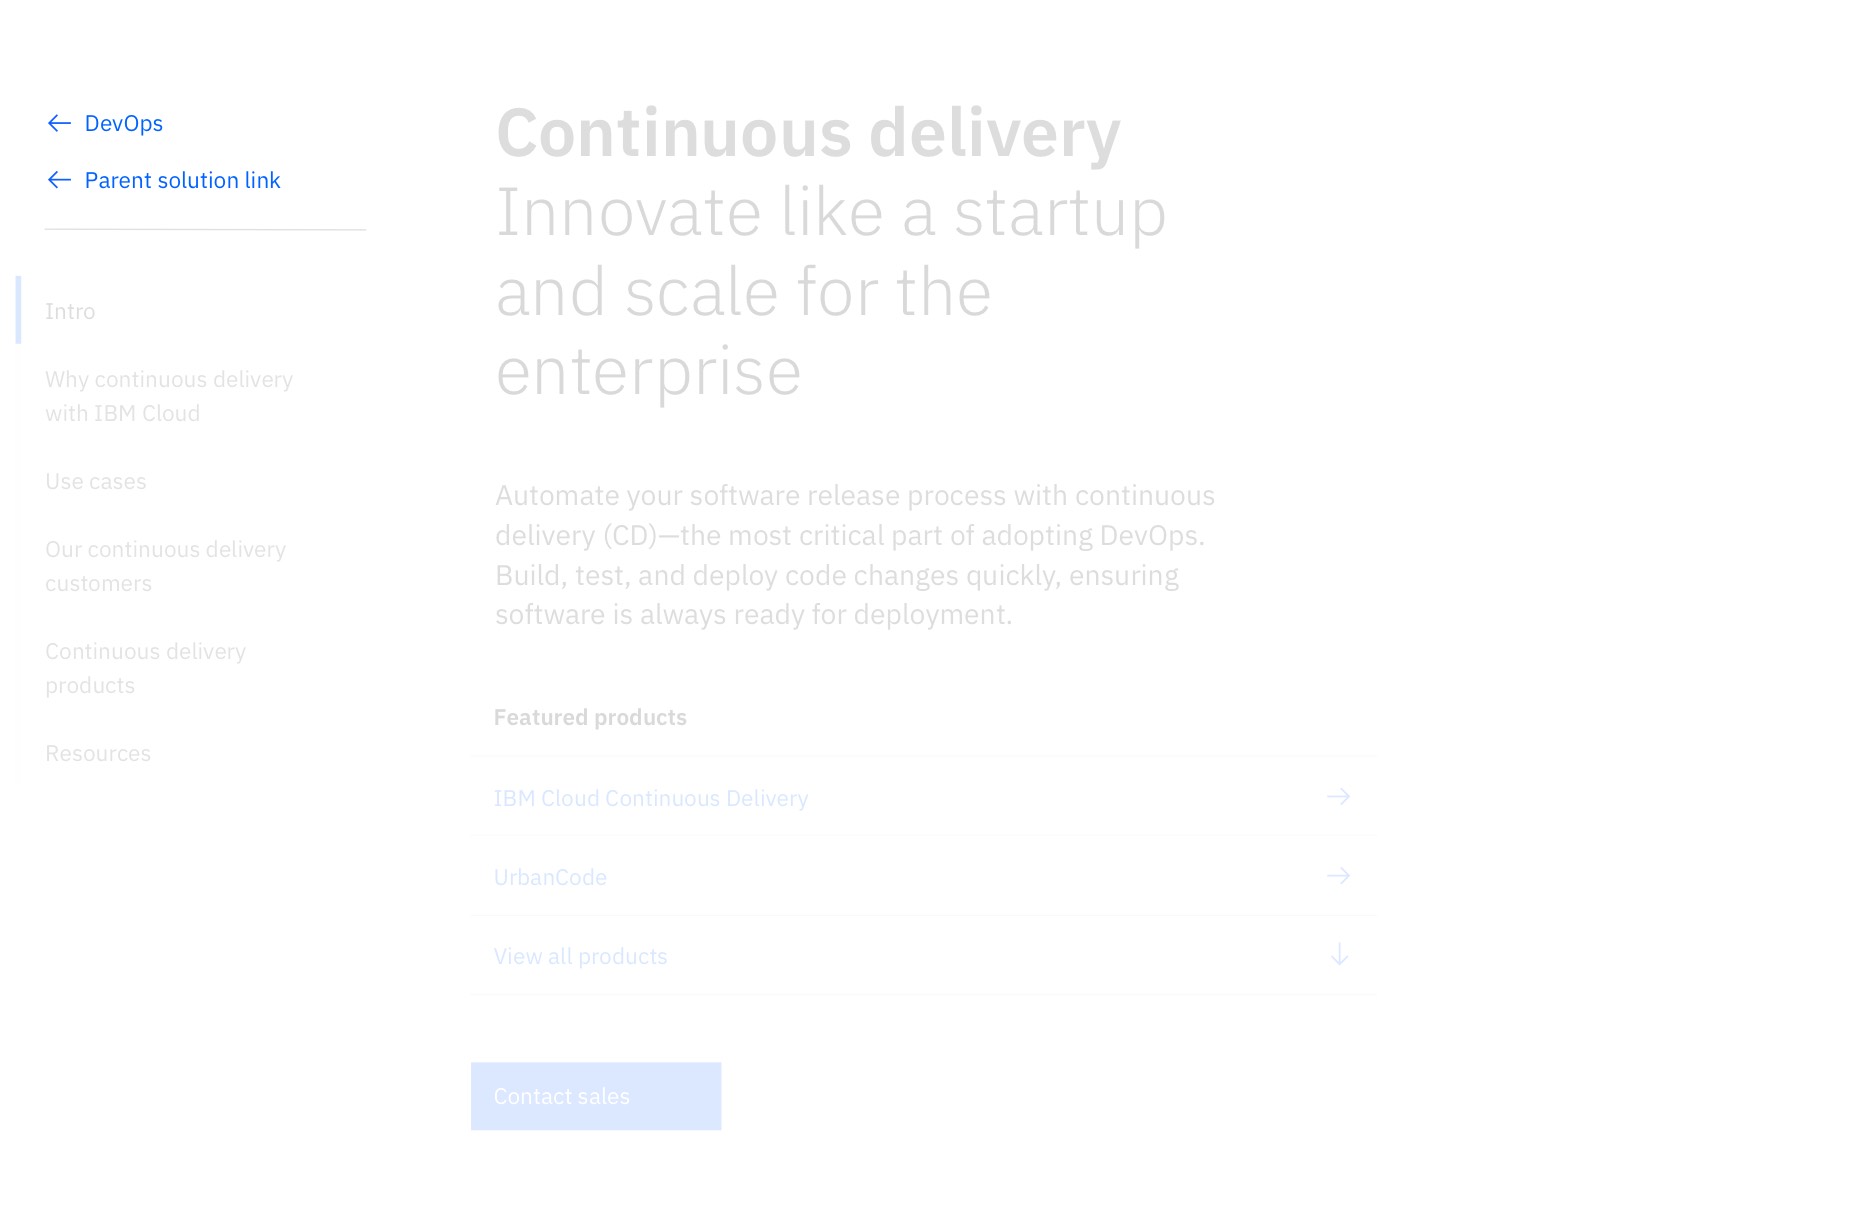 DevOps
Parent solution link
Intro
Why continuous delivery
with IBM Cloud
Use cases
Our continuous delivery
customers
Continuous delivery
products
Resources
Continuous delivery
Innovate like a startup
and scale for the
enterprise
Automate your software release process with continuous
delivery (CD)—the most critical part of adopting DevOps.
Build, test, and deploy code changes quickly, ensuring
software is always ready for deployment.
Featured products
IBM Cloud Continuous Delivery
UrbanCode
View all products
Contact sales